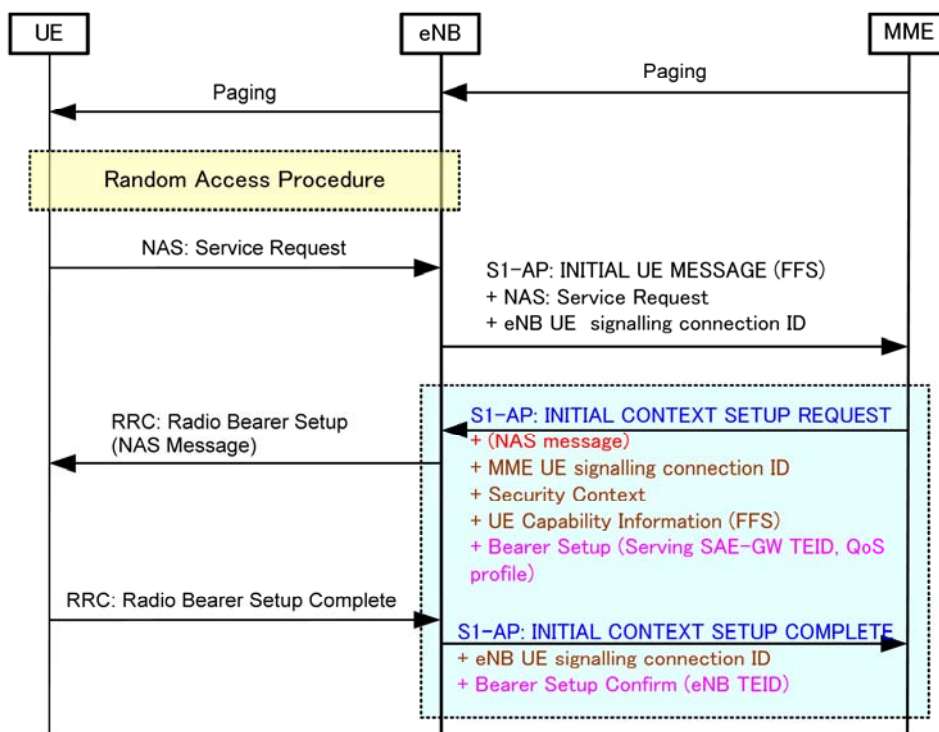 UE
eNB
MME
Paging
Paging
Random Access Procedure
NAS: Service Request
S1-AP: INITIAL UE MESSAGE (FFS)
+ NAS: Service Request
+ eNB UE signalling connection ID
S1-AP: INITIAL CONTEXT SETUP REQUEST
+ (NAS message)
+ MME UE signalling connection ID
+ Security Context
+ UE Capability Information (FFS)
+ Bearer Setup (Serving SAE-GW TEID, QoS
profile)
RRC: Radio Bearer Setup
(NAS Message)
RRC: Radio Bearer Setup Complete
S1-AP: INITIAL CONTEXT SETUP COMPLETE
+ eNB UE signalling connection ID
+ Bearer Setup Confirm (eNB TEID)